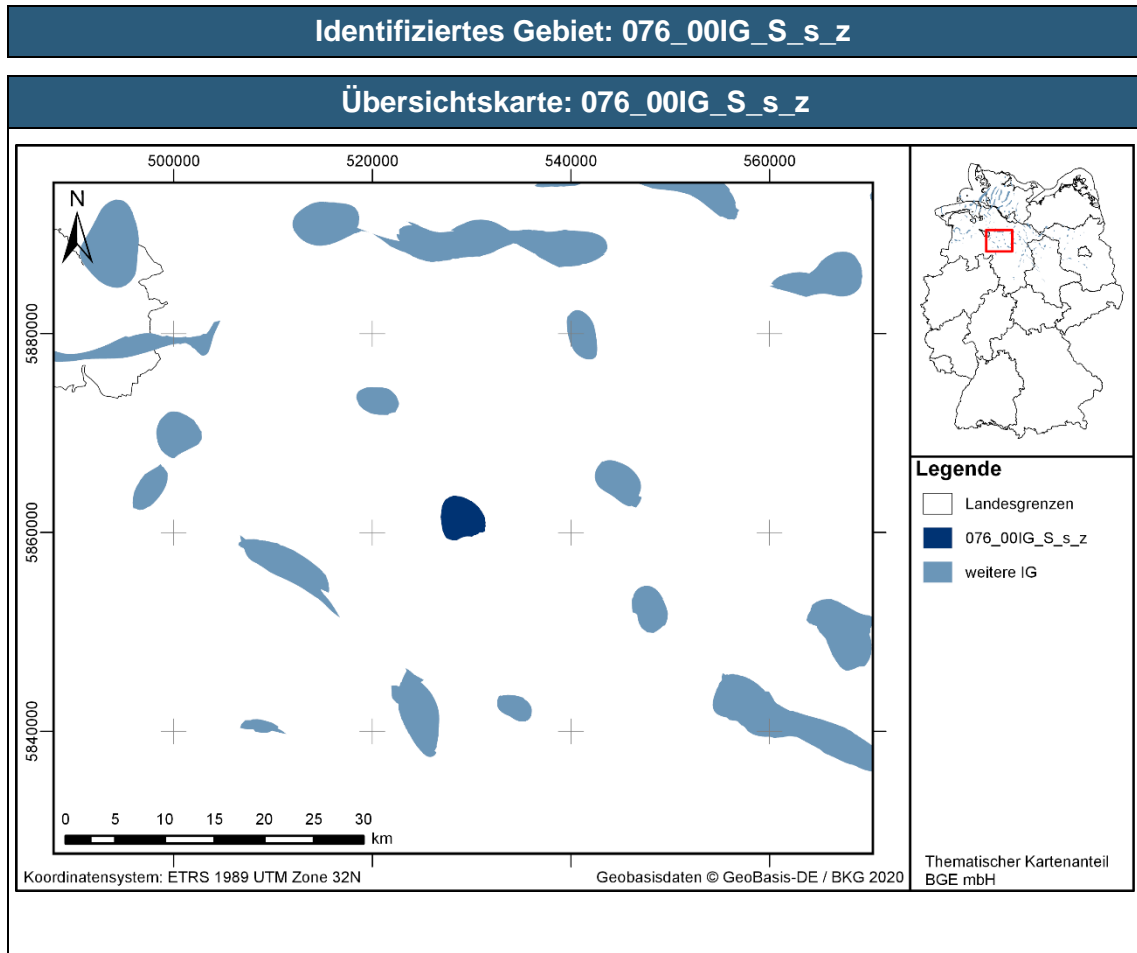 Identifiziertes Gebiet: 076_00IG_S_s_z
Übersichtskarte: 076_00IG_S_s_z
500000 520000 540000 560000
N
5880000
5860000
5840000
0 5 10 15 20 25 30
km
Koordinatensystem: ETRS 1989 UTM Zone 32N
Geobasisdaten © GeoBasis-DE / BKG 2020
Legende
Landesgrenzen
076_00IG_S_s_z
weitere IG
Thematischer Kartenanteil
BGE mbH